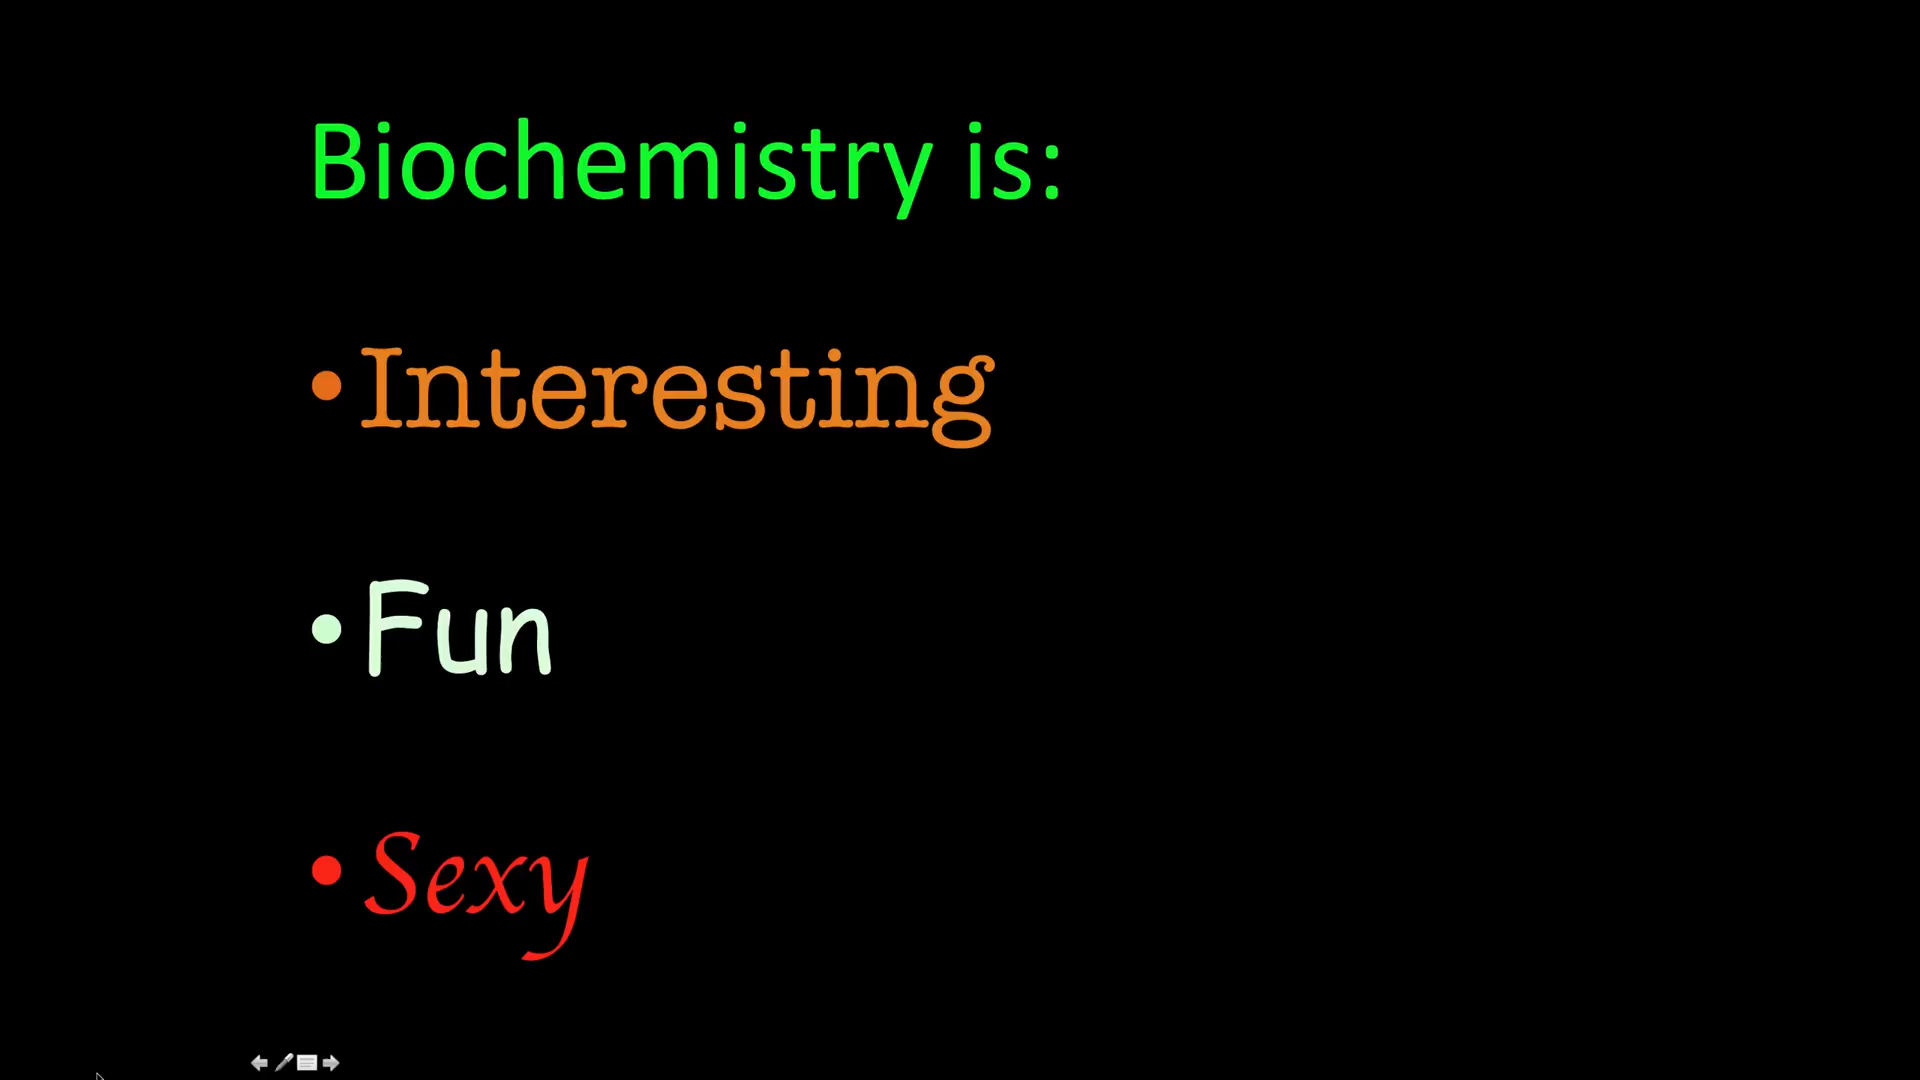 Biochemistry is:
•Interesting
•Fun
•Sexy